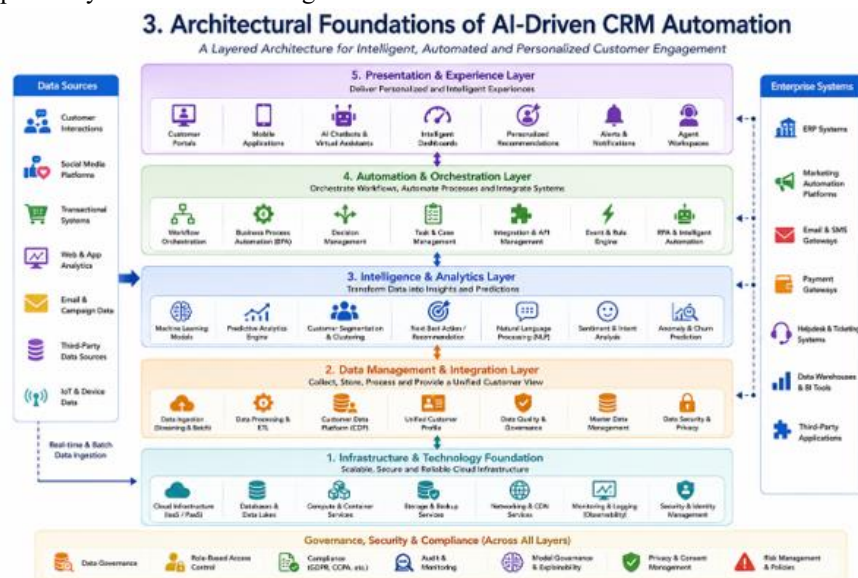 3. Architectural Foundations of AI-Driven CRM Automation
A Layered Architecture for Intelligent, Automated and Personalized Customer Engagement
Data Sources
Customer
Interactions
Social Media
Platforms
Transactional
Systems
Web & App
Analytics
Email &
Campaign Data
Third-Party
Data Sources
IoT & Device
Data
Real-time & Batch
Data Ingestion
5. Presentation & Experience Layer
Deliver Personalized and Intelligent Experiences
Customer
Portals
Mobile
Applications
AI Chatbots &
Virtual Assistants
Intelligent
Dashboards
Personalized
Recommendations
Alerts &
Notifications
Agent
Workspaces
4. Automation & Orchestration Layer
Orchestrate Workflows, Automate Processes and Integrate Systems
Workflow
Orchestration
Business Process
Automation (BPA)
Decision
Management
Task & Case
Management
Integration & API
Management
Event & Rule
Engine
RPA & Intelligent
Automation
3. Intelligence & Analytics Layer
Transform Data into Insights and Predictions
Machine Learning
Models
Predictive Analytics
Engine
Customer Segmentation
& Clustering
Next Best Action /
Recommendation
Natural Language
Processing (NLP)
Sentiment & Intent
Analysis
Anomaly & Churn
Prediction
2. Data Management & Integration Layer
Collect, Store, Process and Provide a Unified Customer View
Data Ingestion
(Streaming & Batch)
Data Processing &
ETL
Customer Data
Platform (CDP)
Unified Customer
Profile
Data Quality &
Governance
Master Data
Management
Data Security &
Privacy
1. Infrastructure & Technology Foundation
Scalable, Secure and Reliable Cloud Infrastructure
Cloud Infrastructure
(IaaS / PaaS)
Databases &
Data Lakes
Compute & Container
Services
Storage & Backup
Services
Networking & CDN
Services
Monitoring & Logging
(Observability)
Security & Identity
Management
Enterprise Systems
ERP Systems
Marketing
Automation
Platforms
Email & SMS
Gateways
Payment
Gateways
Helpdesk & Ticketing
Systems
Data Warehouses
& BI Tools
Third-Party
Applications
Governance, Security & Compliance (Across All Layers)
Data Governance
Role-Based Access
Control
Compliance
(GDPR, CCPA, etc.)
Audit &
Monitoring
Model Governance
& Explainability
Privacy & Consent
Management
Risk Management
& Policies